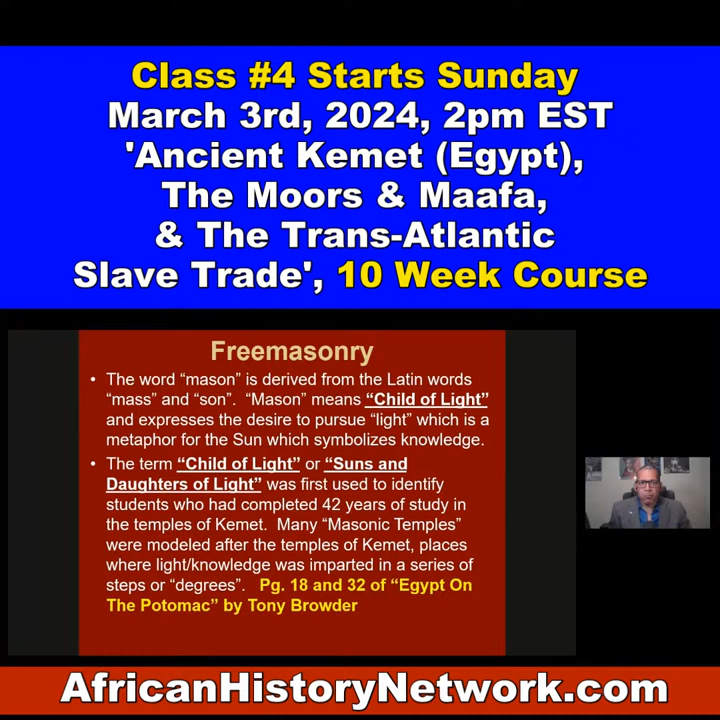 Class #4 Starts Sunday
March 3rd, 2024, 2pm EST
'Ancient Kemet (Egypt),
The Moors & Maafa,
& The Trans-Atlantic
Slave Trade', 10 Week Course
Freemasonry
• The word “mason” is derived from the Latin words
“mass” and “son”. “Mason” means “Child of Light”
and expresses the desire to pursue “light” which is a
metaphor for the Sun which symbolizes knowledge.
• The term “Child of Light” or “Suns and
Daughters of Light” was first used to identify
students who had completed 42 years of study in
the temples of Kemet. Many “Masonic Temples”
were modeled after the temples of Kemet, places
where light/knowledge was imparted in a series of
steps or “degrees”. Pg. 18 and 32 of “Egypt On
The Potomac” by Tony Browder
AfricanHistoryNetwork.com